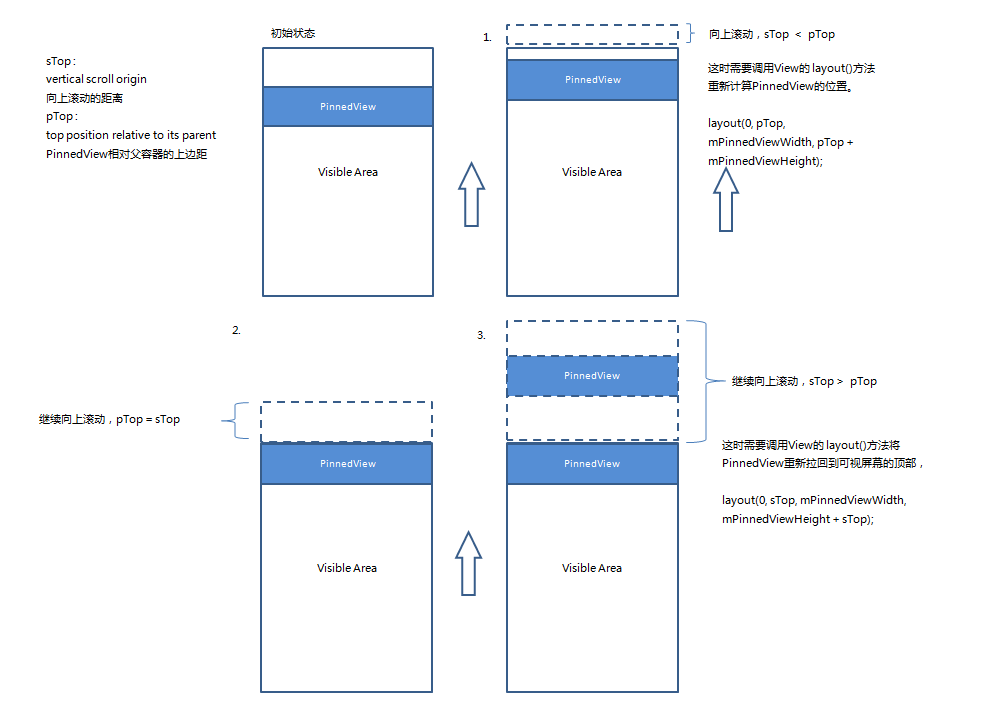 初始状态
sTop :
vertical scroll origin
向上滚动的距离
pTop :
top position relative to its parent
PinnedView相对父容器的上边距
PinnedView
Visible Area
1.
向上滚动，sTop < pTop
这时需要调用View的 layout()方法
重新计算PinnedView的位置。
layout(0, pTop,
mPinnedViewWidth, pTop +
mPinnedViewHeight);
PinnedView
Visible Area
2.
继续向上滚动，pTop = sTop
PinnedView
Visible Area
3.
PinnedView
继续向上滚动，sTop > pTop
这时需要调用View的 layout()方法将
PinnedView重新拉回到可视屏幕的顶部，
layout(0, sTop, mPinnedViewWidth,
mPinnedViewHeight + sTop);
PinnedView
Visible Area